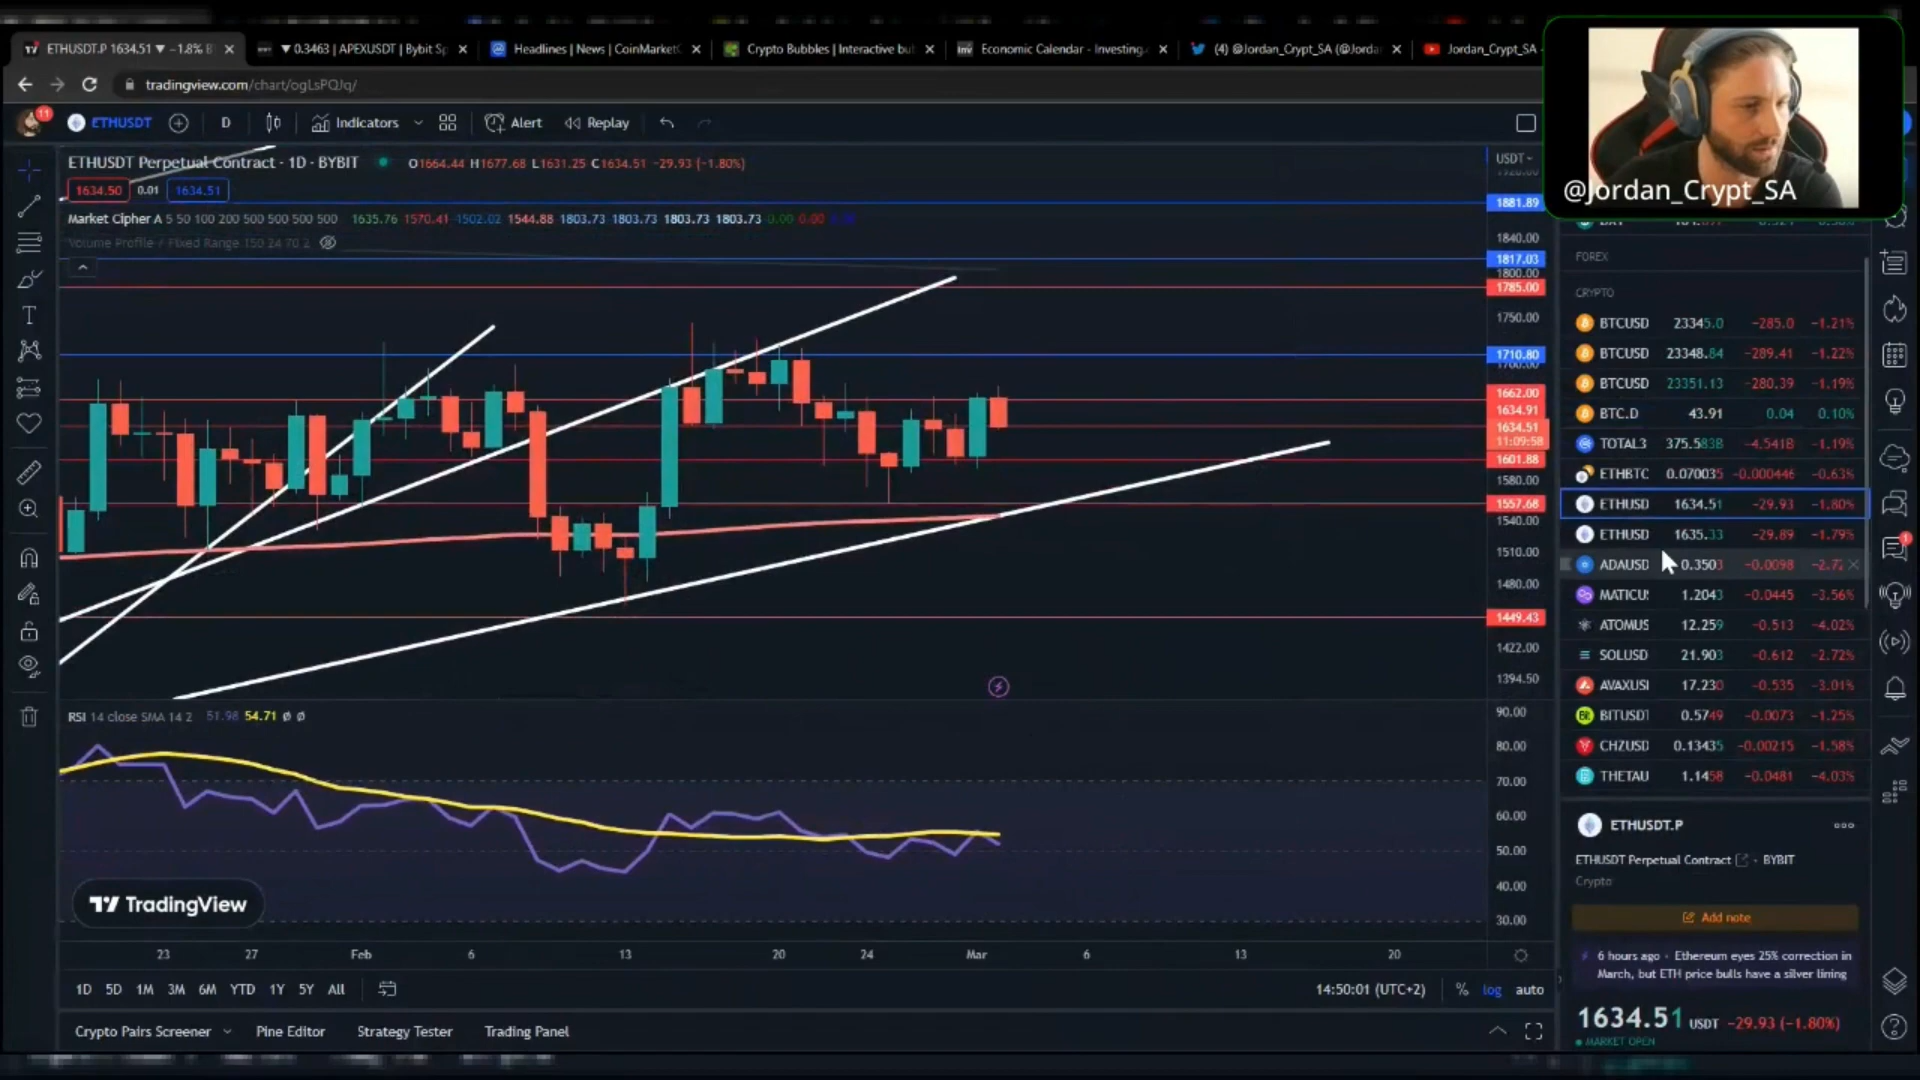 ETHUSDT.P 1634.51 ▼ −1.8% B
▼ 0.3463 | APEXUSDT | Bybit Sp
Headlines | News | CoinMarketC
Crypto Bubbles | Interactive bu
Economic Calendar - Investing.
(4) @Jordan_Crypt_SA (@Jorda
Jordan_Crypt_SA -
tradingview.com/chart/ogLsPQJq/
@Jordan_Crypt_SA
11
ETHUSDT
D
Indicators
Alert
Replay
ETHUSDT Perpetual Contract · 1D · BYBIT
O1664.44 H1677.68 L1631.25 C1634.51 −29.93 (−1.80%)
1634.50
0.01
1634.51
Market Cipher A 5 50 100 200 500 500 500 500 1635.76 1570.41 1502.02 1544.88 1803.73 1803.73 1803.73 1803.73 0.00 0.00
Volume Profile / Fixed Range 150 24 70 2
USDT
1881.89
1840.00
1817.03
1800.00
1785.00
1750.00
1710.80
1700.00
1662.00
1634.91
1634.51
11:09:58
1601.88
1580.00
1557.68
1540.00
1510.00
1480.00
1449.43
1422.00
1394.50
RSI 14 close SMA 14 2 51.98 54.71 ø ø
90.00
80.00
70.00
60.00
50.00
40.00
30.00
TradingView
23
27
Feb
6
13
20
24
Mar
6
13
20
1D 5D 1M 3M 6M YTD 1Y 5Y All
14:50:01 (UTC+2)
% log auto
Crypto Pairs Screener
Pine Editor
Strategy Tester
Trading Panel
FOREX
CRYPTO
BTCUSD 23345.0 −285.0 −1.21%
BTCUSD 23348.84 −289.41 −1.22%
BTCUSD 23351.13 −280.39 −1.19%
BTC.D 43.91 0.04 0.10%
TOTAL3 375.583B −4.541B −1.19%
ETHBTC 0.070035 −0.000446 −0.63%
ETHUSD 1634.51 −29.93 −1.80%
ETHUSD 1635.33 −29.89 −1.79%
ADAUSD 0.3503 −0.0098 −2.72
MATICU 1.2043 −0.0445 −3.56%
ATOMUS 12.259 −0.513 −4.02%
SOLUSD 21.903 −0.612 −2.72%
AVAXUSI 17.230 −0.535 −3.01%
BITUSDT 0.5749 −0.0073 −1.25%
CHZUSD 0.13435 −0.00215 −1.58%
THETAU 1.1458 −0.0481 −4.03%
1
ETHUSDT.P
ETHUSDT Perpetual Contract · BYBIT
Crypto
Add note
6 hours ago · Ethereum eyes 25% correction in
March, but ETH price bulls have a silver lining
1634.51 USDT −29.93 (−1.80%)
MARKET OPEN